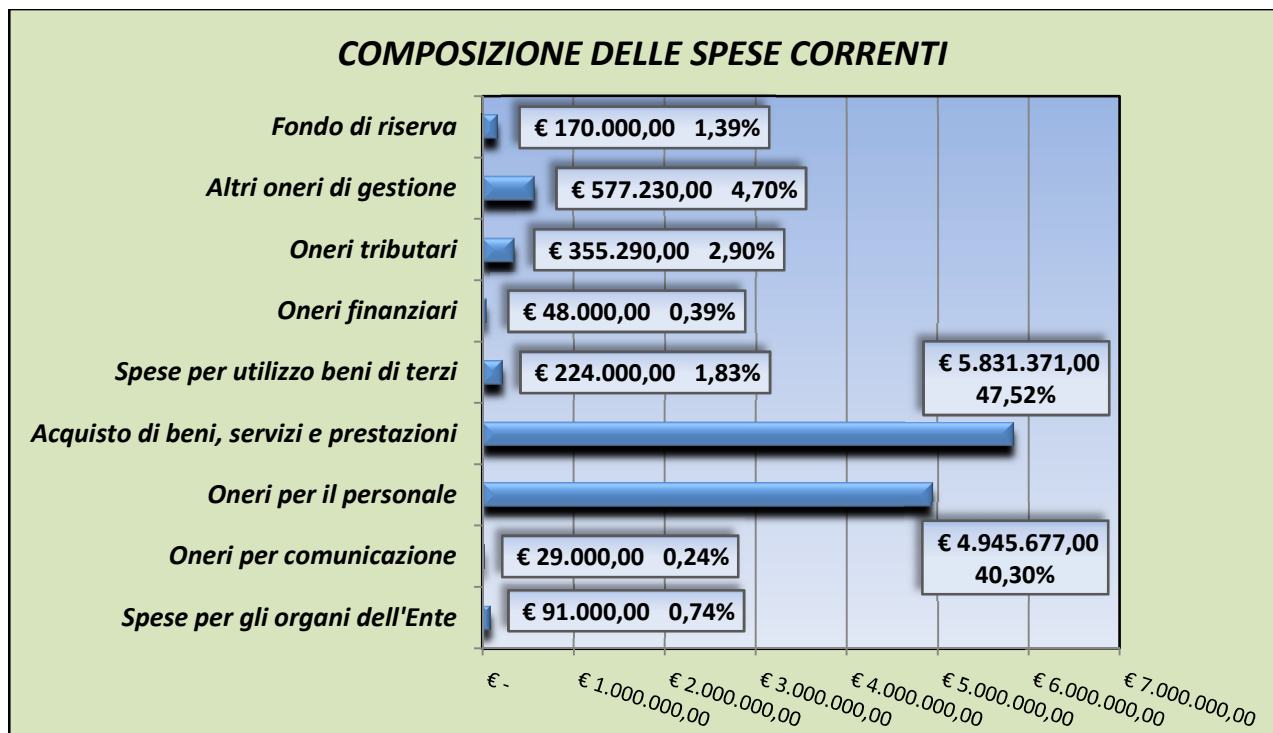 COMPOSIZIONE DELLE SPESE CORRENTI
Fondo di riserva
€ 170.000,00 1,39%
Altri oneri di gestione
€ 577.230,00 4,70%
Oneri tributari
€ 355.290,00 2,90%
Oneri finanziari
€ 48.000,00 0,39%
Spese per utilizzo beni di terzi
€ 224.000,00 1,83%
€ 5.831.371,00
47,52%
Acquisto di beni, servizi e prestazioni
Oneri per il personale
€ 4.945.677,00
40,30%
Oneri per comunicazione
€ 29.000,00 0,24%
Spese per gli organi dell'Ente
€ 91.000,00 0,74%
€ -
€ 1.000.000,00
€ 2.000.000,00
€ 3.000.000,00
€ 4.000.000,00
€ 5.000.000,00
€ 6.000.000,00
€ 7.000.000,00